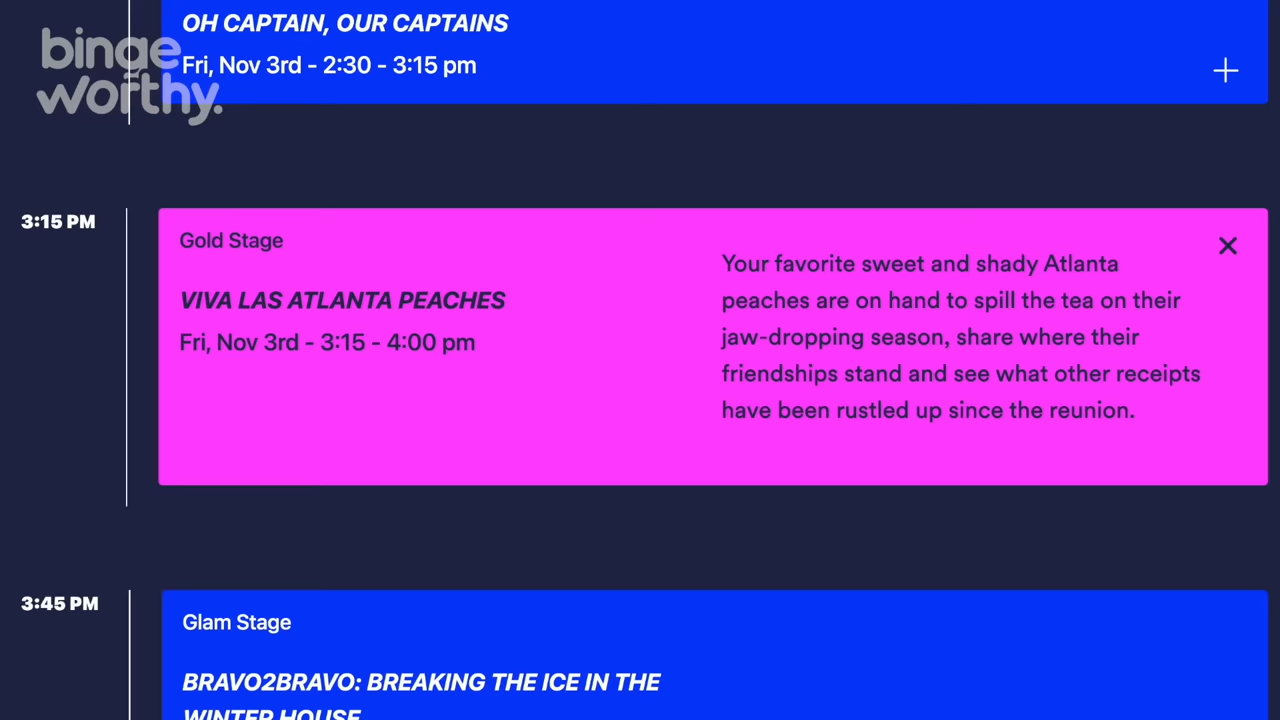 OH CAPTAIN, OUR CAPTAINS
Fri, Nov 3rd - 2:30 - 3:15 pm
binge
worthy.
3:15 PM
Gold Stage
VIVA LAS ATLANTA PEACHES
Fri, Nov 3rd - 3:15 - 4:00 pm
Your favorite sweet and shady Atlanta
peaches are on hand to spill the tea on their
jaw-dropping season, share where their
friendships stand and see what other receipts
have been rustled up since the reunion.
3:45 PM
Glam Stage
BRAVO2BRAVO: BREAKING THE ICE IN THE
WINTER HOUSE